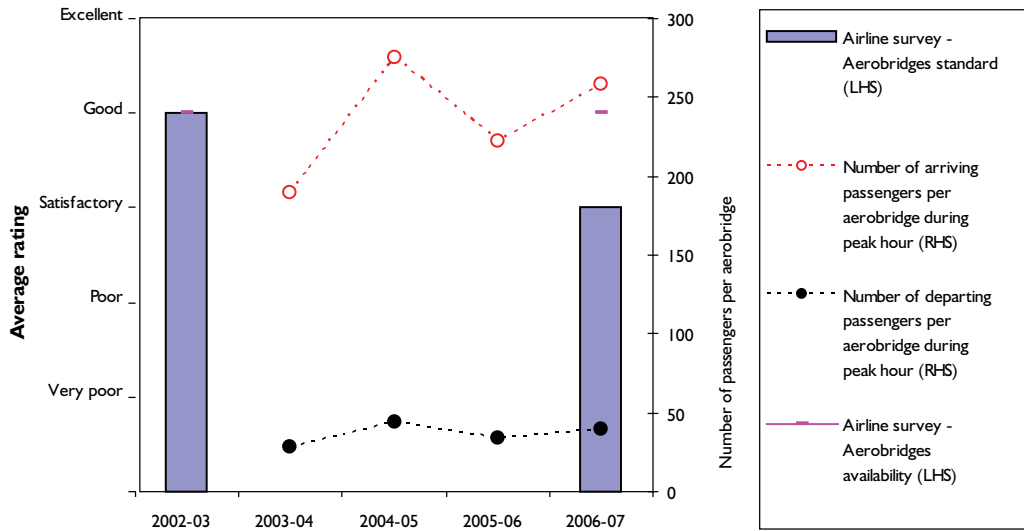 Excellent
Good
Satisfactory
Poor
Very poor
Average rating
300
250
200
150
100
50
0
Number of passengers per aerobridge
2002-03
2003-04
2004-05
2005-06
2006-07
Airline survey -
Aerobridges standard
(LHS)
Number of arriving
passengers per
aerobridge during
peak hour (RHS)
Number of departing
passengers per
aerobridge during
peak hour (RHS)
Airline survey -
Aerobridges
availability (LHS)